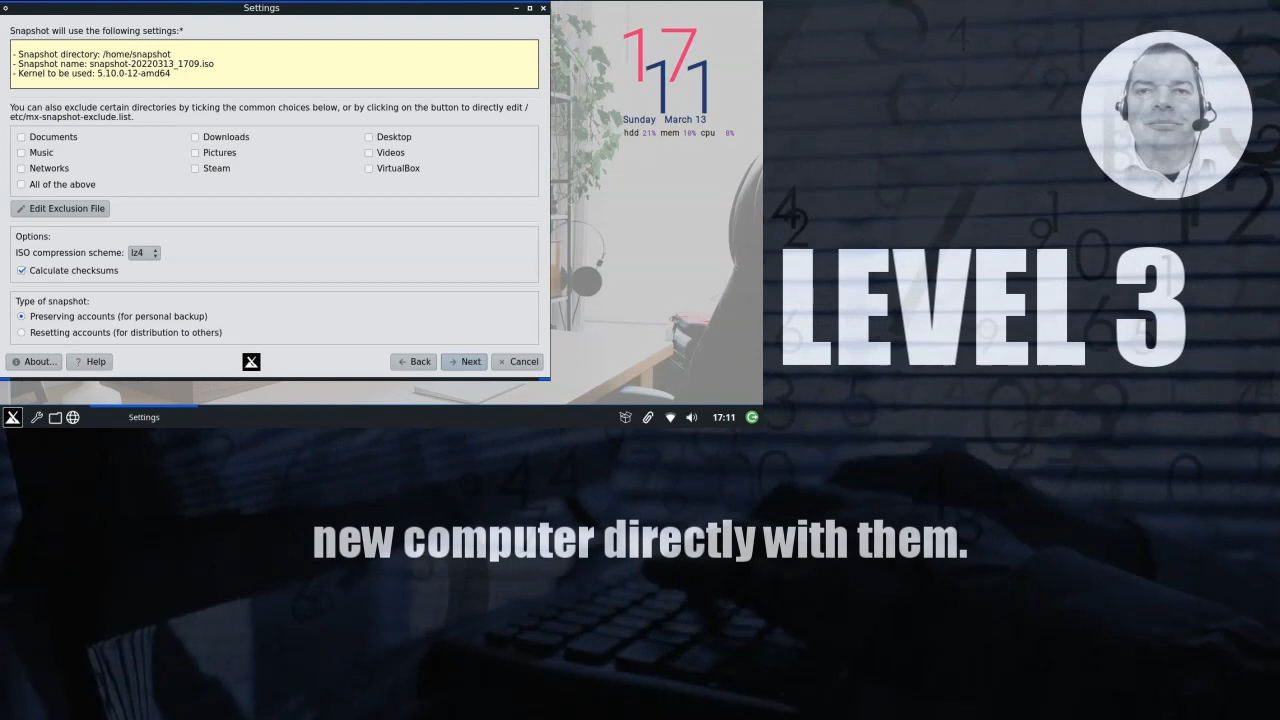 Settings
Snapshot will use the following settings:*
- Snapshot directory: /home/snapshot
- Snapshot name: snapshot-20220313_1709.iso
- Kernel to be used: 5.10.0-12-amd64
You can also exclude certain directories by ticking the common choices below, or by clicking on the button to directly edit /
etc/mx-snapshot-exclude.list.
Documents Downloads Desktop
Music Pictures Videos
Networks Steam VirtualBox
All of the above
Edit Exclusion File
Options:
ISO compression scheme: lz4
Calculate checksums
Type of snapshot:
Preserving accounts (for personal backup)
Resetting accounts (for distribution to others)
About... Help Back Next Cancel
17
11
Sunday March 13
hdd 21% mem 10% cpu 8%
Settings
17:11
LEVEL 3
new computer directly with them.